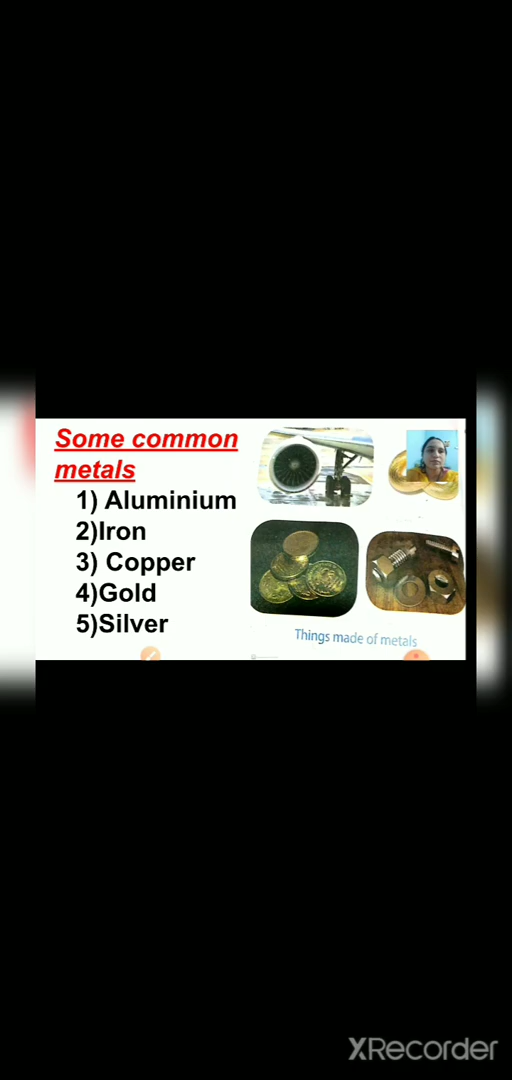 Some common
metals
1) Aluminium
2)Iron
3) Copper
4)Gold
5)Silver
Things made of metals
XRecorder